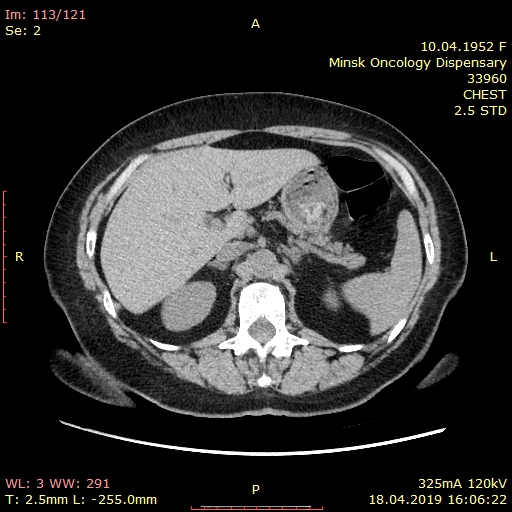 Im: 113/121
Se: 2
A
10.04.1952 F
Minsk Oncology Dispensary
33960
CHEST
2.5 STD
R
L
WL: 3 WW: 291
T: 2.5mm L: -255.0mm
P
325mA 120kV
18.04.2019 16:06:22